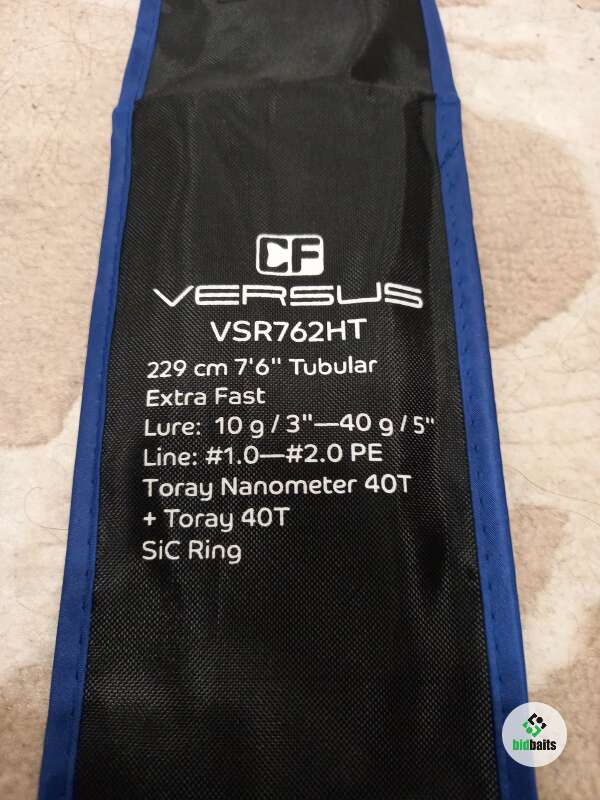 CF
VERSUS
VSR762HT
229 cm 7'6" Tubular
Extra Fast
Lure: 10 g / 3"—40 g / 5"
Line: #1.0—#2.0 PE
Toray Nanometer 40T
+ Toray 40T
SiC Ring
bidbaits